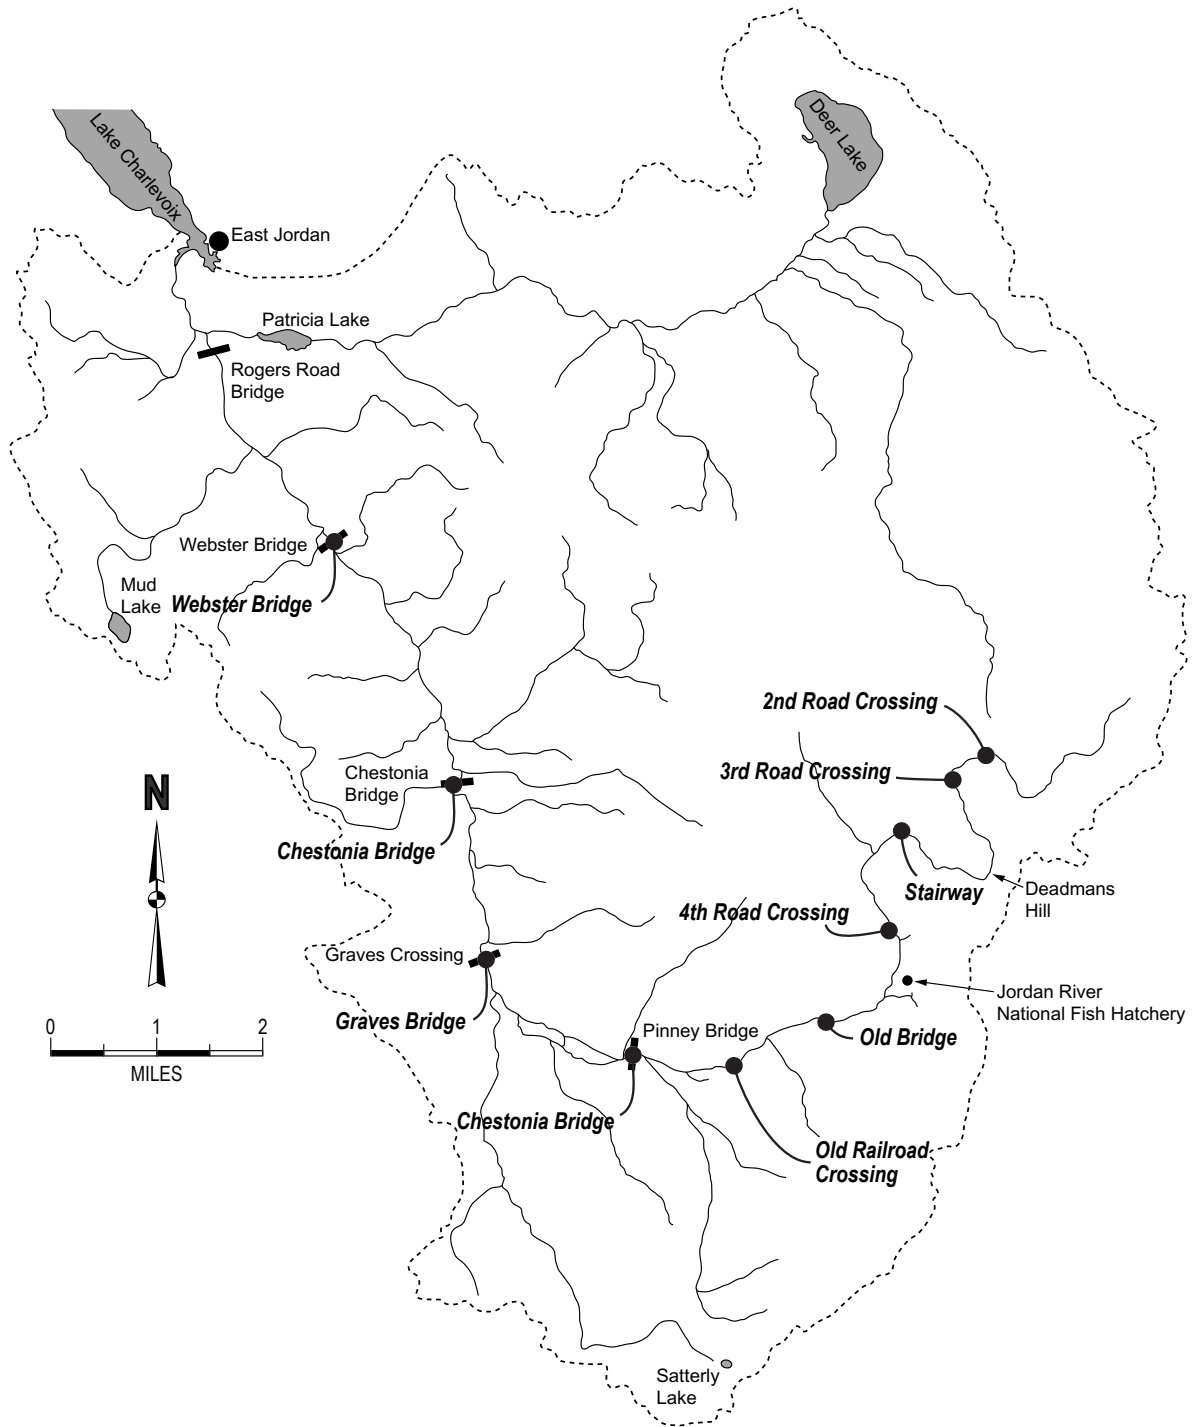 Deer Lake
Lake Charlevoix
East Jordan
Patricia Lake
Rogers Road
Bridge
Webster Bridge
Mud
Lake
Webster Bridge
2nd Road Crossing
3rd Road Crossing
Chestonia
Bridge
N
Chestonia Bridge
Stairway
Deadmans
Hill
4th Road Crossing
Graves Crossing
Jordan River
National Fish Hatchery
Graves Bridge
0 1 2
MILES
Pinney Bridge
Old Bridge
Chestonia Bridge
Old Railroad
Crossing
Satterly
Lake